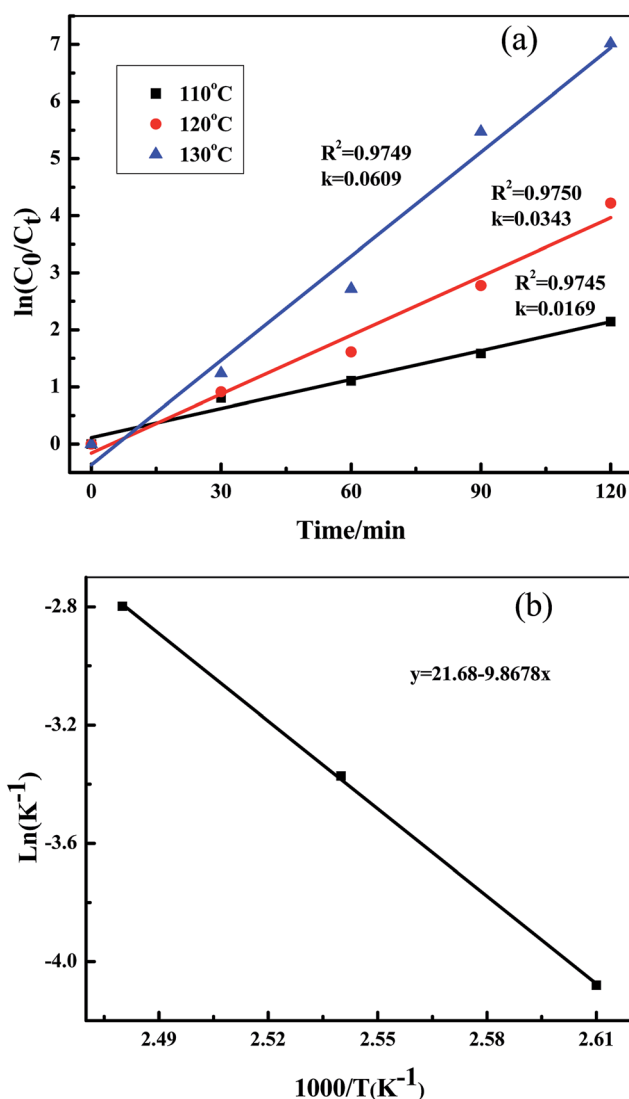 (a)
110°C
120°C
130°C
R²=0.9749
k=0.0609
R²=0.9750
k=0.0343
R²=0.9745
k=0.0169
ln(C₀/Cₜ)
7
6
5
4
3
2
1
0
0 30 60 90 120
Time/min
(b)
y=21.68-9.8678x
Ln(K⁻¹)
-2.8
-3.2
-3.6
-4.0
2.49 2.52 2.55 2.58 2.61
1000/T(K⁻¹)